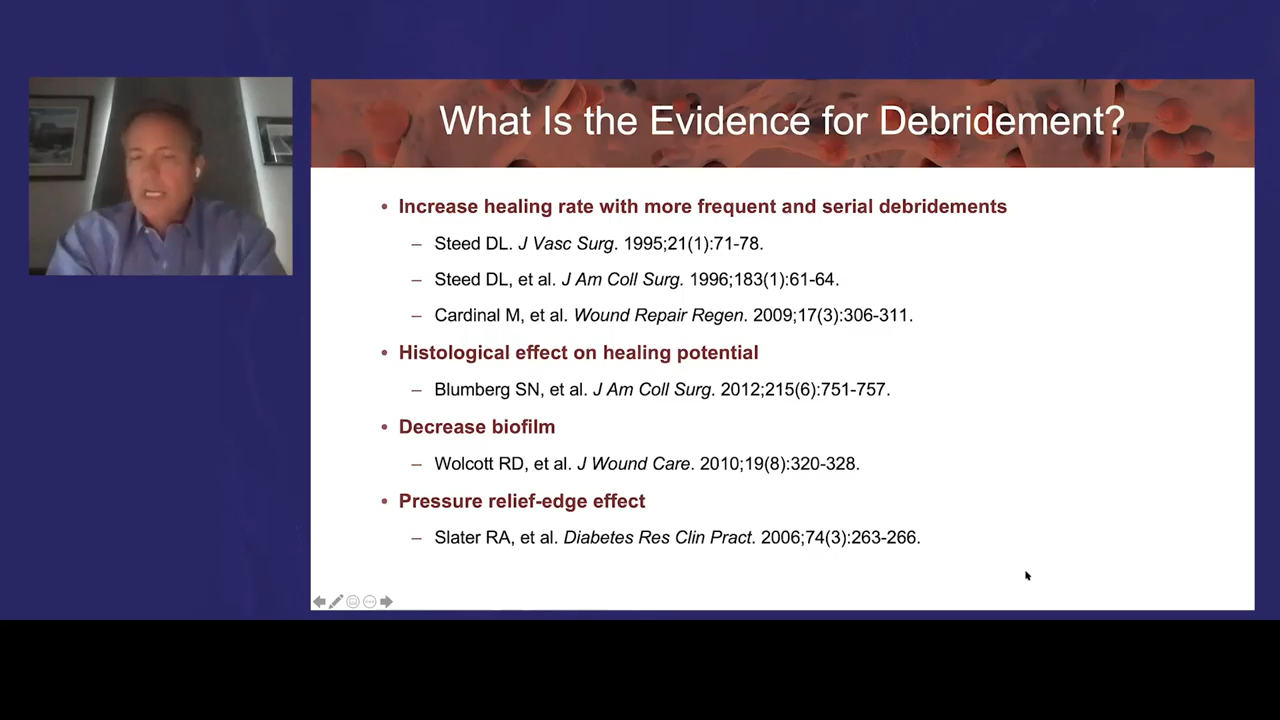 What Is the Evidence for Debridement?
• Increase healing rate with more frequent and serial debridements
– Steed DL. J Vasc Surg. 1995;21(1):71-78.
– Steed DL, et al. J Am Coll Surg. 1996;183(1):61-64.
– Cardinal M, et al. Wound Repair Regen. 2009;17(3):306-311.
• Histological effect on healing potential
– Blumberg SN, et al. J Am Coll Surg. 2012;215(6):751-757.
• Decrease biofilm
– Wolcott RD, et al. J Wound Care. 2010;19(8):320-328.
• Pressure relief-edge effect
– Slater RA, et al. Diabetes Res Clin Pract. 2006;74(3):263-266.